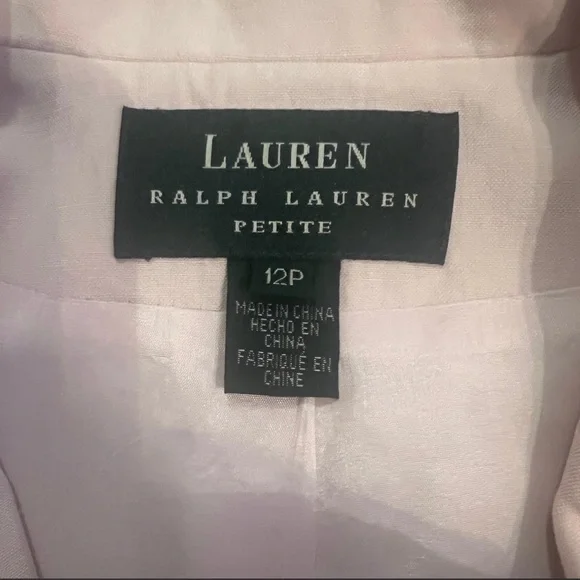 LAUREN
RALPH LAUREN
PETITE
12P
MADE IN CHINA
HECHO EN
CHINA
FABRIQUÉ EN
CHINE